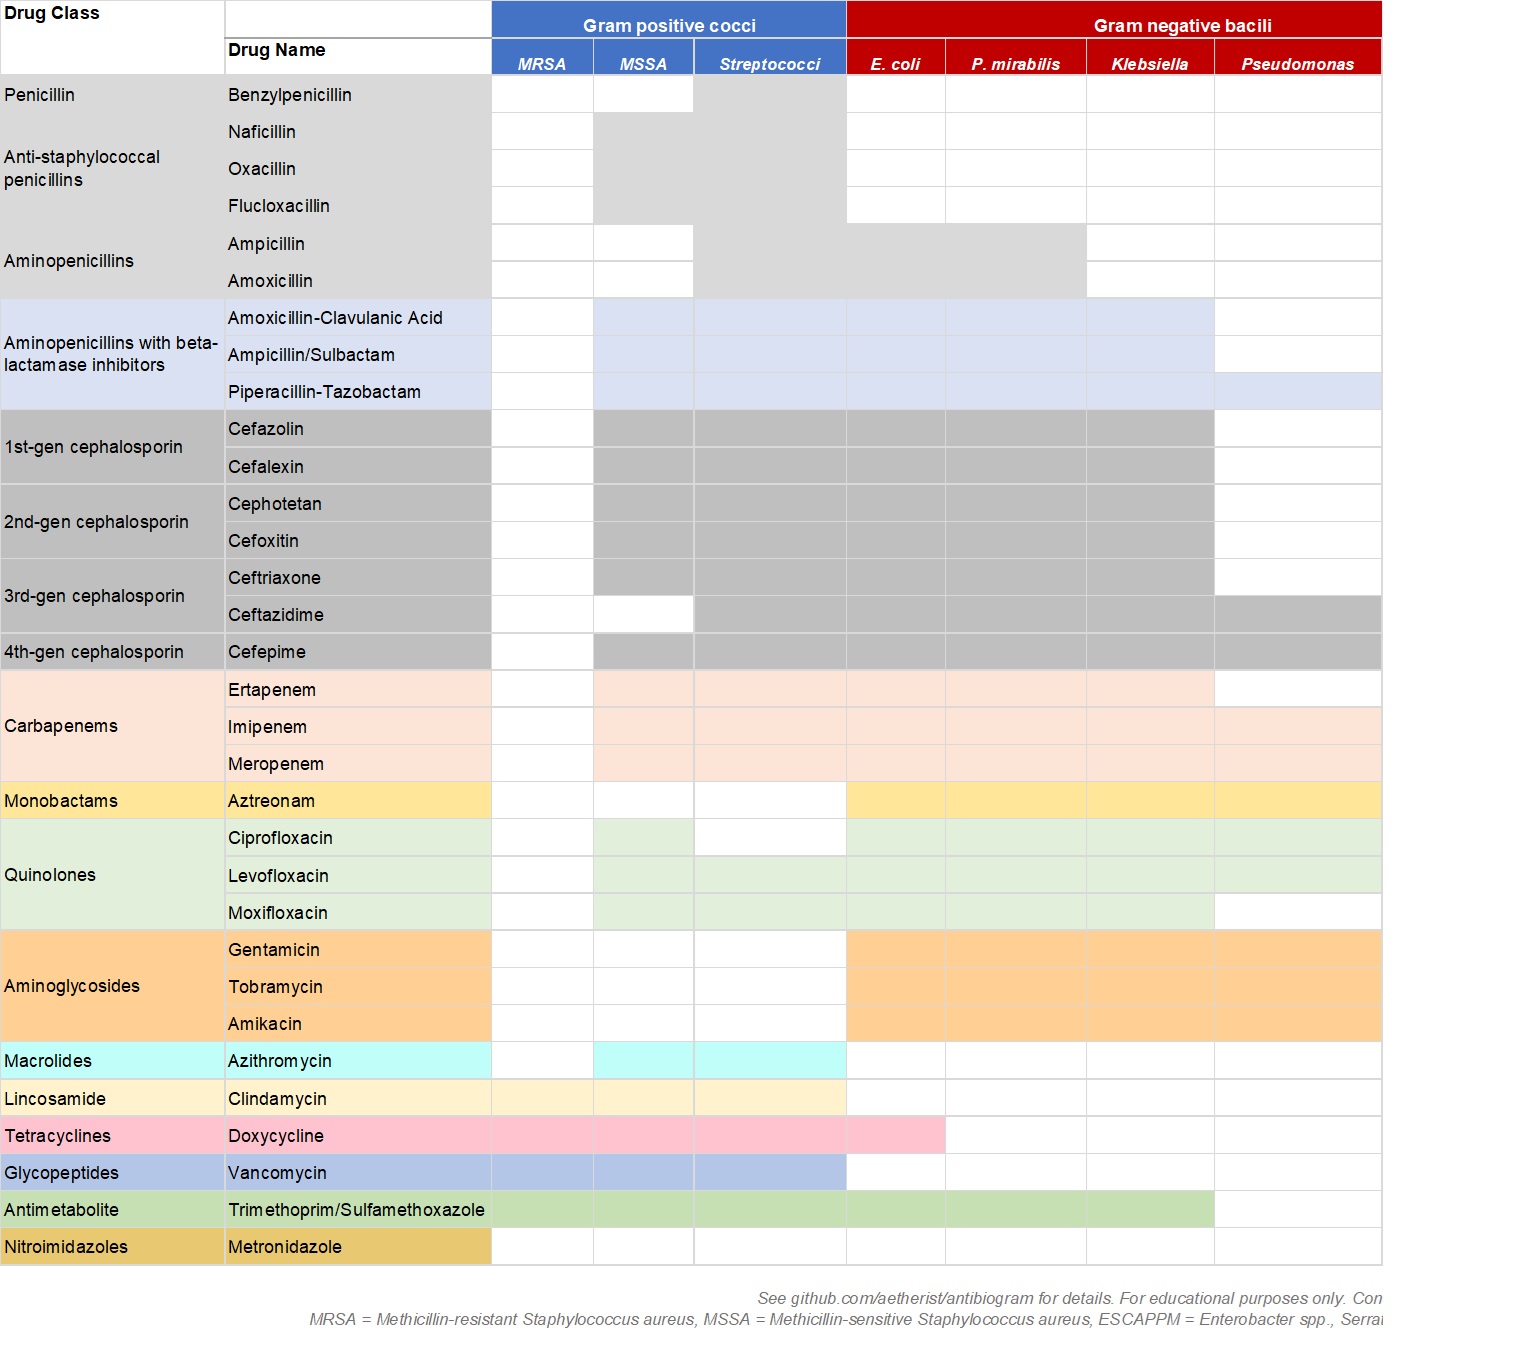 Drug Class
Gram positive cocci
Gram negative bacili
Drug Name
MRSA
MSSA
Streptococci
E. coli
P. mirabilis
Klebsiella
Pseudomonas
Penicillin
Benzylpenicillin
Anti-staphylococcal
penicillins
Naficillin
Oxacillin
Flucloxacillin
Aminopenicillins
Ampicillin
Amoxicillin
Aminopenicillins with beta-
lactamase inhibitors
Amoxicillin-Clavulanic Acid
Ampicillin/Sulbactam
Piperacillin-Tazobactam
1st-gen cephalosporin
Cefazolin
Cefalexin
2nd-gen cephalosporin
Cephotetan
Cefoxitin
3rd-gen cephalosporin
Ceftriaxone
Ceftazidime
4th-gen cephalosporin
Cefepime
Carbapenems
Ertapenem
Imipenem
Meropenem
Monobactams
Aztreonam
Quinolones
Ciprofloxacin
Levofloxacin
Moxifloxacin
Aminoglycosides
Gentamicin
Tobramycin
Amikacin
Macrolides
Azithromycin
Lincosamide
Clindamycin
Tetracyclines
Doxycycline
Glycopeptides
Vancomycin
Antimetabolite
Trimethoprim/Sulfamethoxazole
Nitroimidazoles
Metronidazole
See github.com/aetherist/antibiogram for details. For educational purposes only. Con
MRSA = Methicillin-resistant Staphylococcus aureus, MSSA = Methicillin-sensitive Staphylococcus aureus, ESCAPPM = Enterobacter spp., Serrat